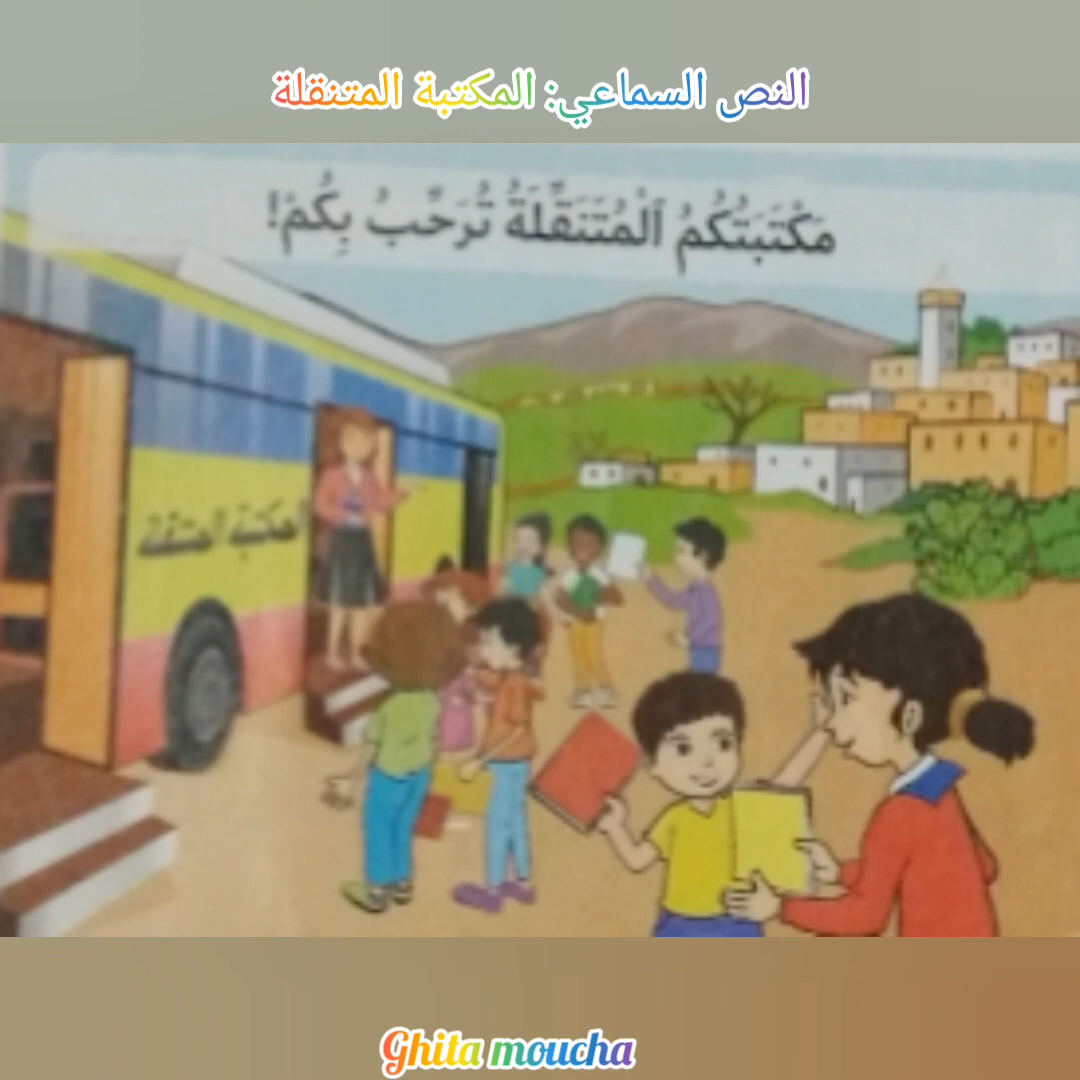 النص السماعي: المكتبة المتنقلة
مَكْتَبَتُكُمُ ٱلْمُتَنَقِّلَةُ تُرَحِّبُ بِكُمْ!
المكتبة المتنقلة
Ghita moucha